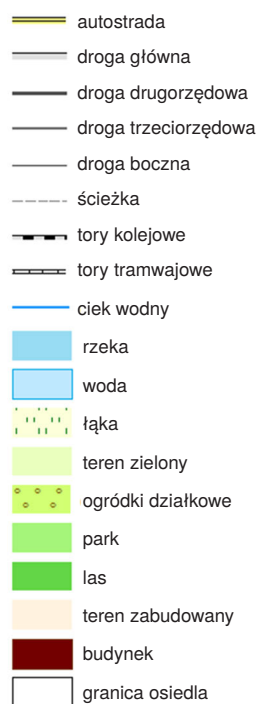 autostrada
droga główna
droga drugorzędowa
droga trzeciorzędowa
droga boczna
ścieżka
tory kolejowe
tory tramwajowe
ciek wodny
rzeka
woda
łąka
teren zielony
ogródki działkowe
park
las
teren zabudowany
budynek
granica osiedla